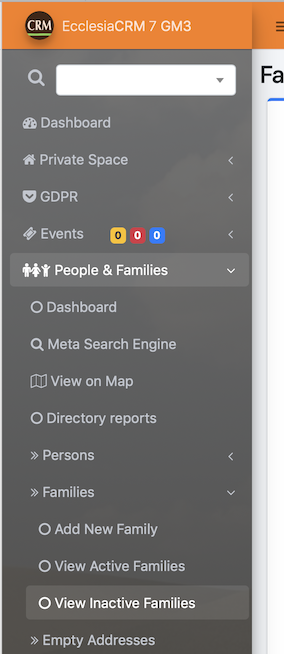 CRM EcclesiaCRM 7 GM3
Fa
Dashboard
Private Space
GDPR
Events 0 0 0
People & Families
Dashboard
Meta Search Engine
View on Map
Directory reports
Persons
Families
Add New Family
View Active Families
View Inactive Families
Empty Addresses